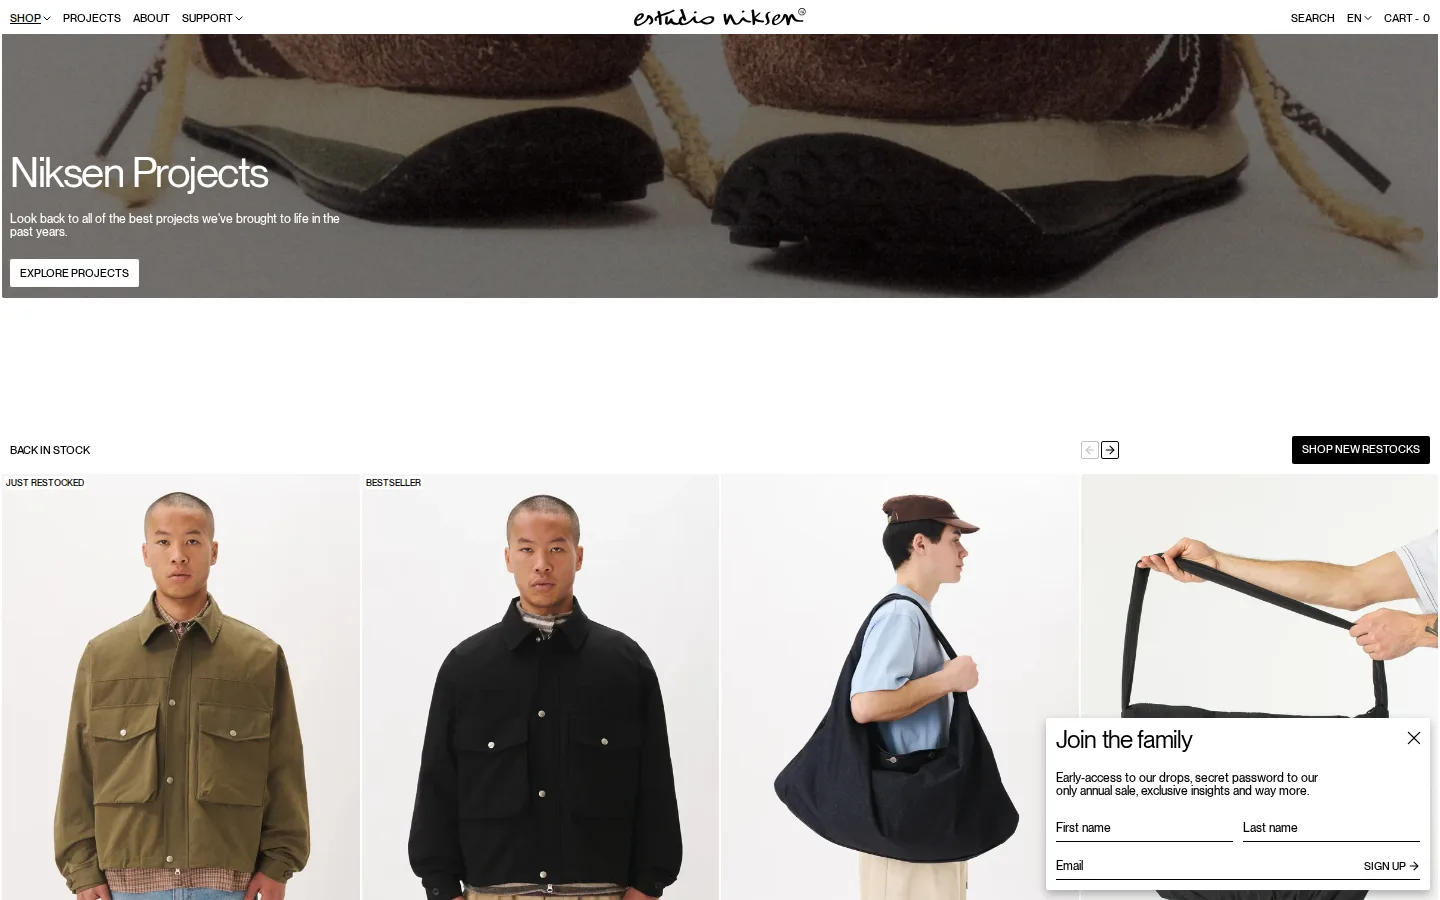 SHOP PROJECTS ABOUT SUPPORT
estudio niksen
SEARCH EN CART - 0
Niksen Projects
Look back to all of the best projects we've brought to life in the
past years.
EXPLORE PROJECTS
BACK IN STOCK
SHOP NEW RESTOCKS
JUST RESTOCKED
BESTSELLER
Join the family
Early-access to our drops, secret password to our
only annual sale, exclusive insights and way more.
First name
Last name
Email
SIGN UP